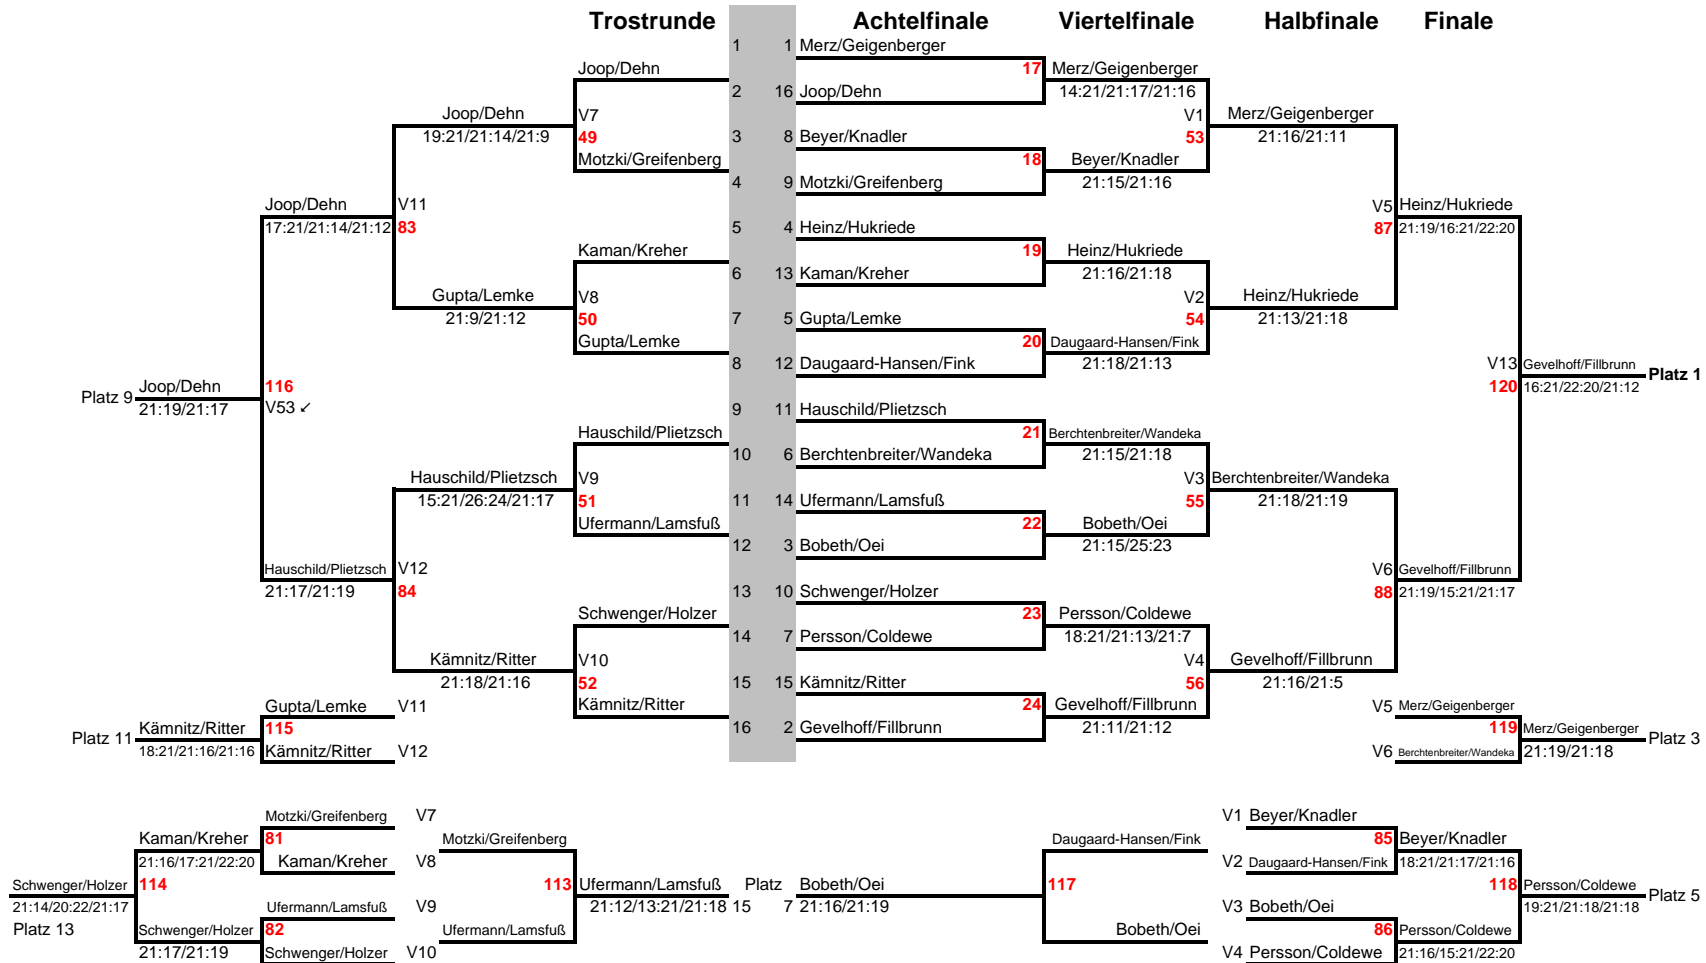 Trostrunde Achtelfinale Viertelfinale Halbfinale Finale
1 1 Merz/Geigenberger
Joop/Dehn 17 Merz/Geigenberger
2 16 Joop/Dehn 14:21/21:17/21:16
Joop/Dehn V7 V1 Merz/Geigenberger
19:21/21:14/21:9 49 3 8 Beyer/Knadler 53 21:16/21:11
Motzki/Greifenberg 18 Beyer/Knadler
4 9 Motzki/Greifenberg 21:15/21:16
Joop/Dehn V11 V5 Heinz/Hukriede
17:21/21:14/21:12 83 5 4 Heinz/Hukriede 87 21:19/16:21/22:20
Kaman/Kreher 19 Heinz/Hukriede
6 13 Kaman/Kreher 21:16/21:18
Gupta/Lemke V8 V2 Heinz/Hukriede
21:9/21:12 50 7 5 Gupta/Lemke 54 21:13/21:18
Gupta/Lemke 20 Daugaard-Hansen/Fink
8 12 Daugaard-Hansen/Fink 21:18/21:13
Platz 9 Joop/Dehn 116 V13 Gevelhoff/Fillbrunn Platz 1
21:19/21:17 V53 ↙ 120 16:21/22:20/21:12
9 11 Hauschild/Plietzsch
Hauschild/Plietzsch 21 Berchtenbreiter/Wandeka
10 6 Berchtenbreiter/Wandeka 21:15/21:18
Hauschild/Plietzsch V9 V3 Berchtenbreiter/Wandeka
15:21/26:24/21:17 51 11 14 Ufermann/Lamsfuß 55 21:18/21:19
Ufermann/Lamsfuß 22 Bobeth/Oei
12 3 Bobeth/Oei 21:15/25:23
Hauschild/Plietzsch V12 V6 Gevelhoff/Fillbrunn
21:17/21:19 84 13 10 Schwenger/Holzer 88 21:19/15:21/21:17
Schwenger/Holzer 23 Persson/Coldewe
14 7 Persson/Coldewe 18:21/21:13/21:7
Kämnitz/Ritter V10 V4 Gevelhoff/Fillbrunn
21:18/21:16 52 15 15 Kämnitz/Ritter 56 21:16/21:5
Gupta/Lemke V11 Kämnitz/Ritter 24 Gevelhoff/Fillbrunn V5 Merz/Geigenberger
Platz 11 Kämnitz/Ritter 115 16 2 Gevelhoff/Fillbrunn 21:11/21:12 119 Merz/Geigenberger Platz 3
18:21/21:16/21:16 Kämnitz/Ritter V12 V6 Berchtenbreiter/Wandeka 21:19/21:18
Motzki/Greifenberg V7 V1 Beyer/Knadler
Kaman/Kreher 81 Motzki/Greifenberg Daugaard-Hansen/Fink 85 Beyer/Knadler
21:16/17:21/22:20 Kaman/Kreher V8 V2 Daugaard-Hansen/Fink 18:21/21:17/21:16
Schwenger/Holzer 114 113 Ufermann/Lamsfuß Platz Bobeth/Oei 117 118 Persson/Coldewe Platz 5
21:14/20:22/21:17 Ufermann/Lamsfuß V9 21:12/13:21/21:18 15 7 21:16/21:19 V3 Bobeth/Oei 19:21/21:18/21:18
Platz 13 Schwenger/Holzer 82 Ufermann/Lamsfuß Bobeth/Oei 86 Persson/Coldewe
21:17/21:19 Schwenger/Holzer V10 V4 Persson/Coldewe 21:16/15:21/22:20